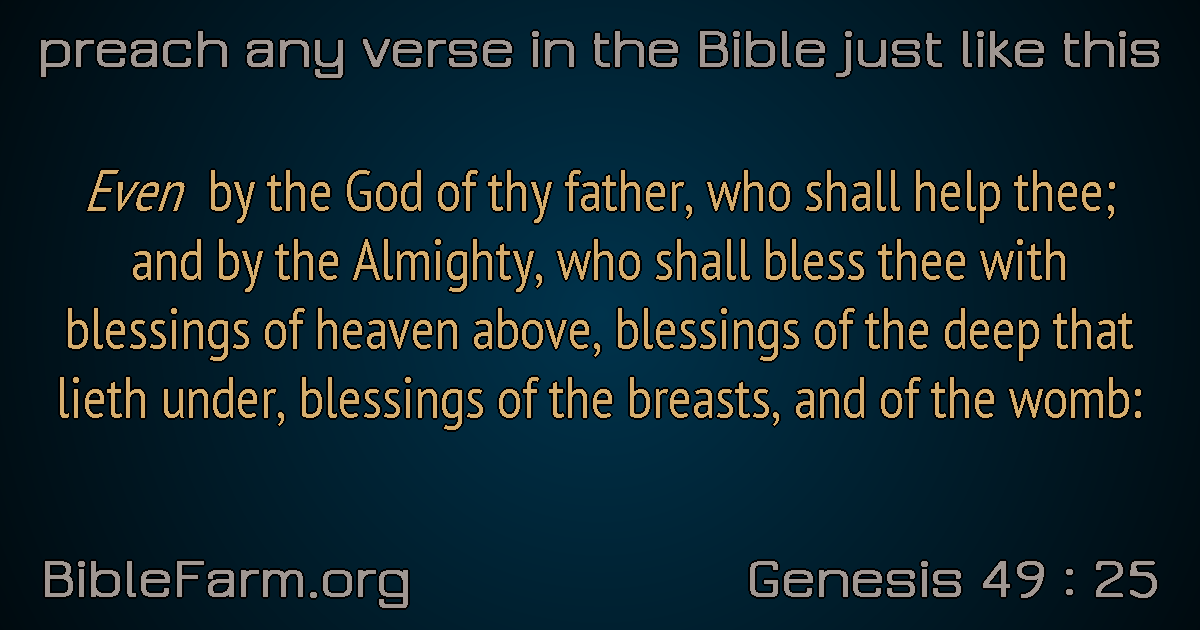 preach any verse in the Bible just like this
Even by the God of thy father, who shall help thee;
and by the Almighty, who shall bless thee with
blessings of heaven above, blessings of the deep that
lieth under, blessings of the breasts, and of the womb:
BibleFarm.org
Genesis 49 : 25